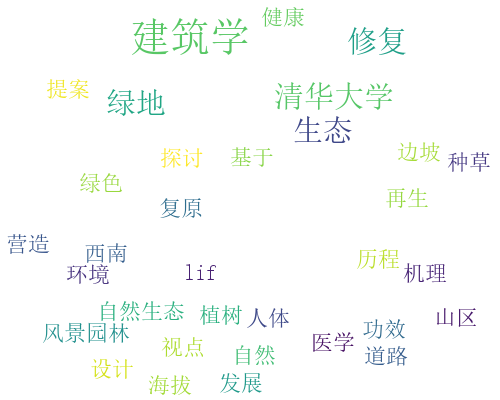 健康
建筑学
修复
提案
绿地
清华大学
生态
探讨
基于
边坡
种草
绿色
再生
复原
营造
西南
历程
环境
lif
机理
自然生态
植树
人体
山区
风景园林
功效
医学
视点
自然
道路
设计
海拔
发展